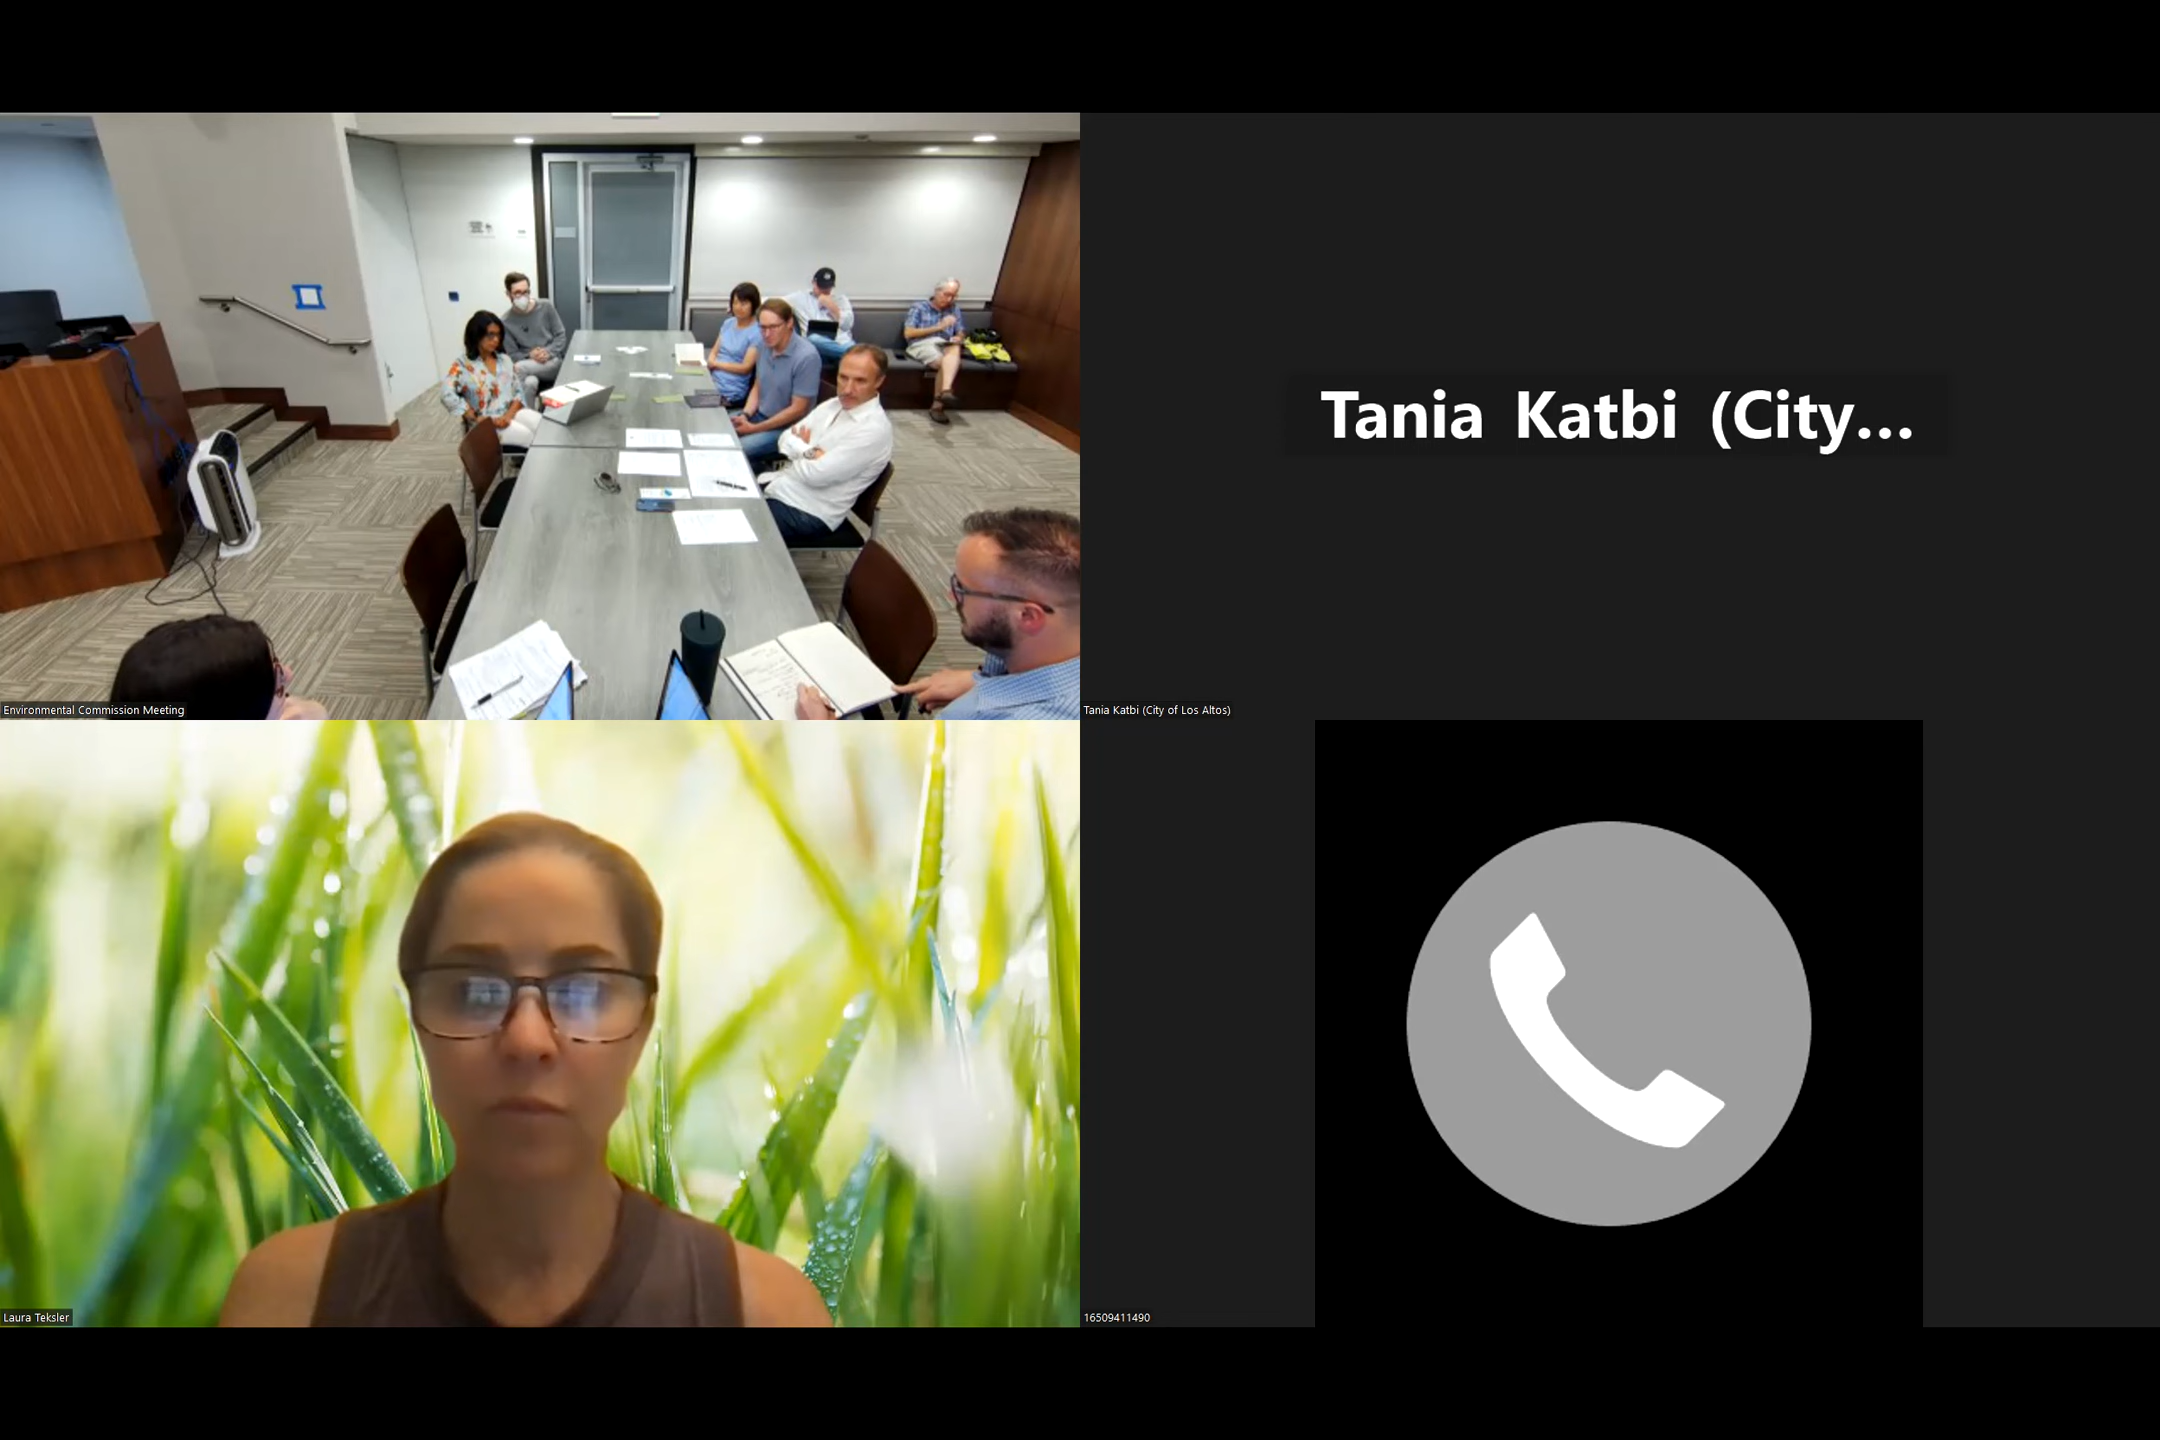 Environmental Commission Meeting
Tania Katbi (City...
Tania Katbi (City of Los Altos)
Laura Teksler
16509411490